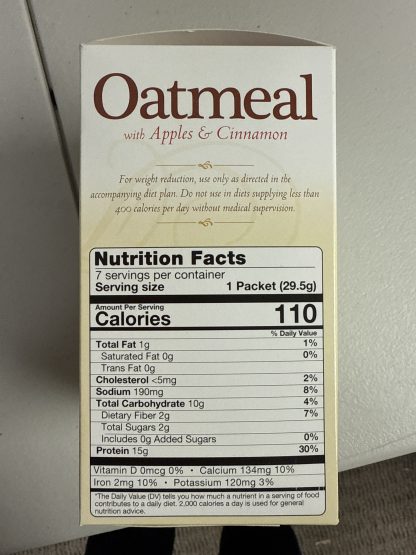 Oatmeal
with Apples & Cinnamon
For weight reduction, use only as directed in the
accompanying diet plan. Do not use in diets supplying less than
400 calories per day without medical supervision.
Nutrition Facts
7 servings per container
Serving size 1 Packet (29.5g)
Amount Per Serving
Calories 110
% Daily Value
Total Fat 1g 1%
Saturated Fat 0g 0%
Trans Fat 0g
Cholesterol <5mg 2%
Sodium 190mg 8%
Total Carbohydrate 10g 4%
Dietary Fiber 2g 7%
Total Sugars 2g
Includes 0g Added Sugars 0%
Protein 15g 30%
Vitamin D 0mcg 0% • Calcium 134mg 10%
Iron 2mg 10% • Potassium 120mg 3%
*The Daily Value (DV) tells you how much a nutrient in a serving of food
contributes to a daily diet. 2,000 calories a day is used for general
nutrition advice.